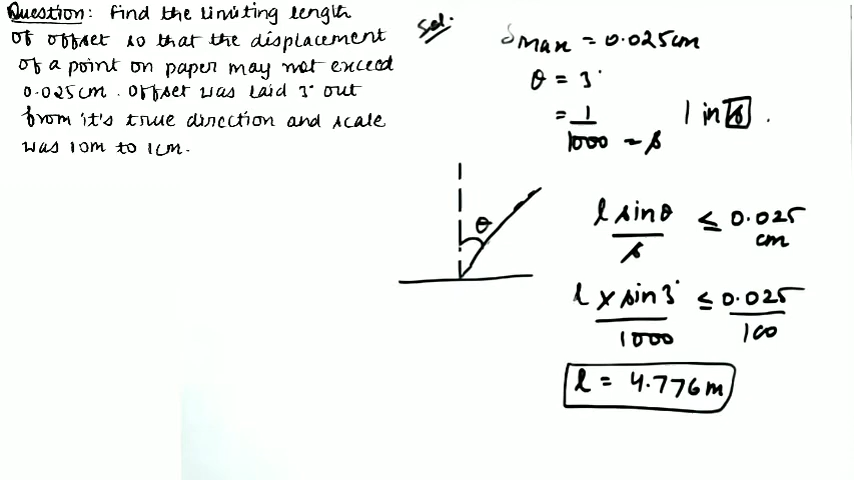 Question: Find the limiting length
of offset so that the displacement
of a point on paper may not exceed
0.025cm. Offset was laid 3° out
from it's true direction and scale
was 10m to 1cm.
Sol.
δmax = 0.025cm
θ = 3°
= 1/1000 = s
1 in s.
θ
l sinθ/s ≤ 0.025 cm
l x sin3°/1000 ≤ 0.025/100
l = 4.776m